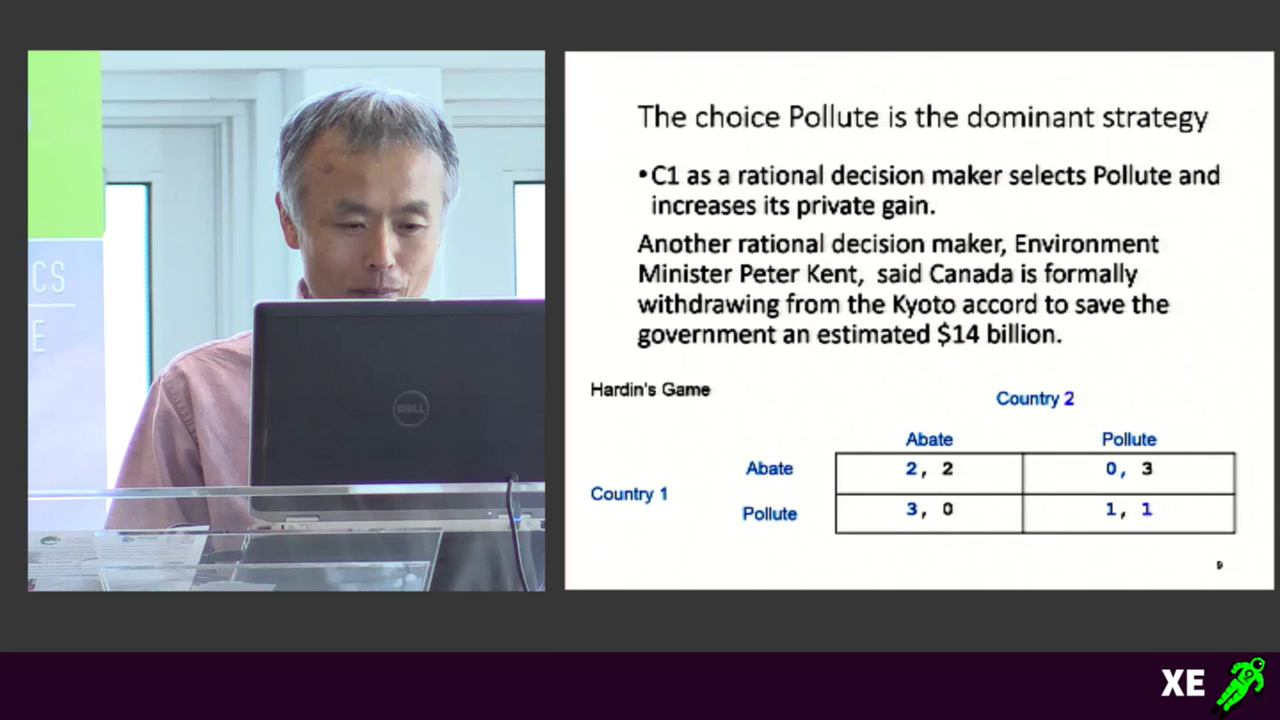 CS
E
DELL
The choice Pollute is the dominant strategy
•C1 as a rational decision maker selects Pollute and
increases its private gain.
Another rational decision maker, Environment
Minister Peter Kent, said Canada is formally
withdrawing from the Kyoto accord to save the
government an estimated $14 billion.
Hardin's Game
Country 2
Abate Pollute
Abate 2, 2 0, 3
Country 1
Pollute 3, 0 1, 1
9
XE